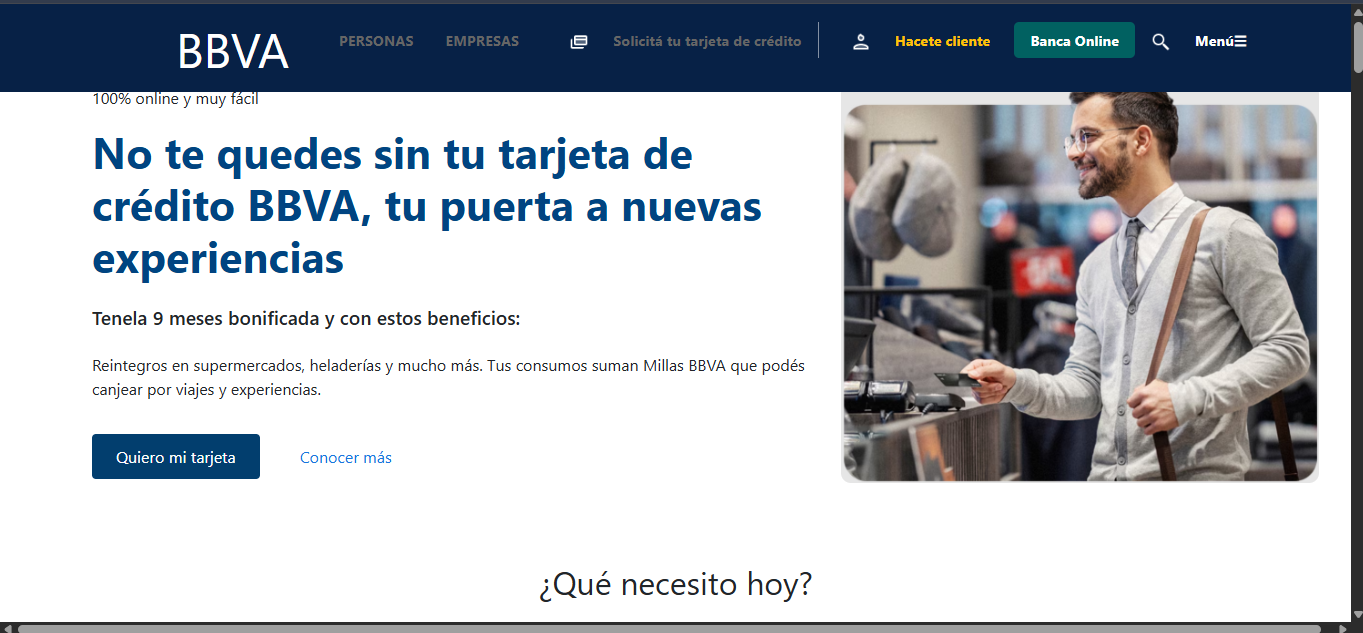 BBVA
PERSONAS
EMPRESAS
Solicitá tu tarjeta de crédito
Hacete cliente
Banca Online
Menú
100% online y muy fácil
No te quedes sin tu tarjeta de
crédito BBVA, tu puerta a nuevas
experiencias
Tenela 9 meses bonificada y con estos beneficios:
Reintegros en supermercados, heladerías y mucho más. Tus consumos suman Millas BBVA que podés
canjear por viajes y experiencias.
Quiero mi tarjeta
Conocer más
¿Qué necesito hoy?